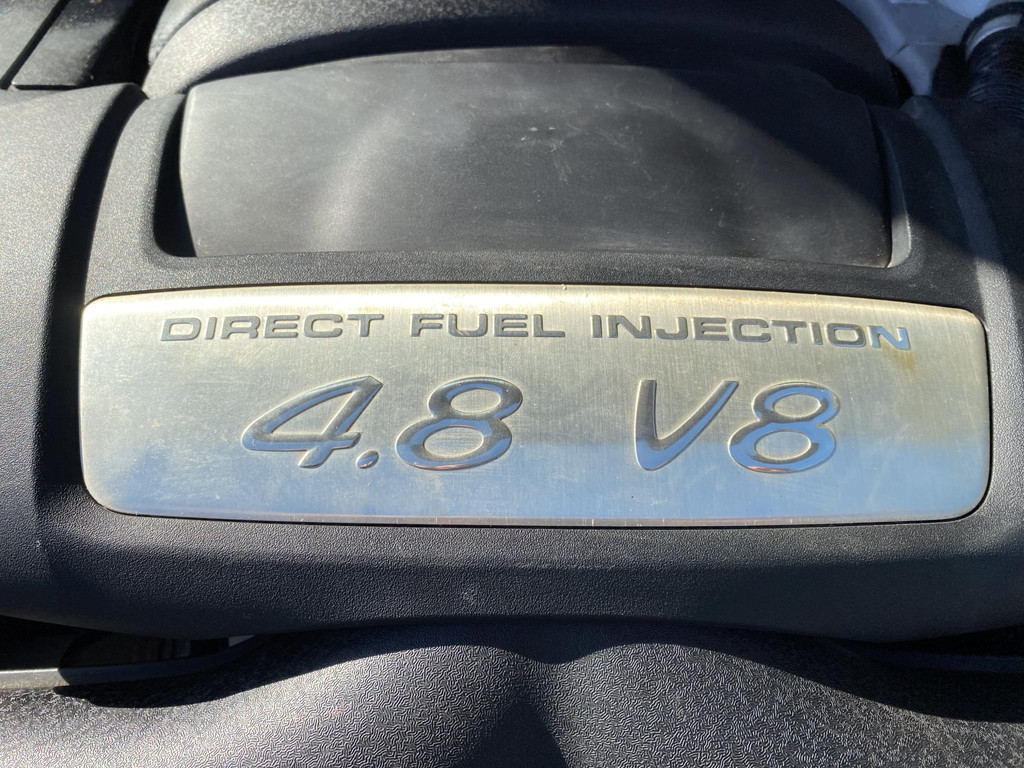 DIRECT FUEL INJECTION
4.8 V8